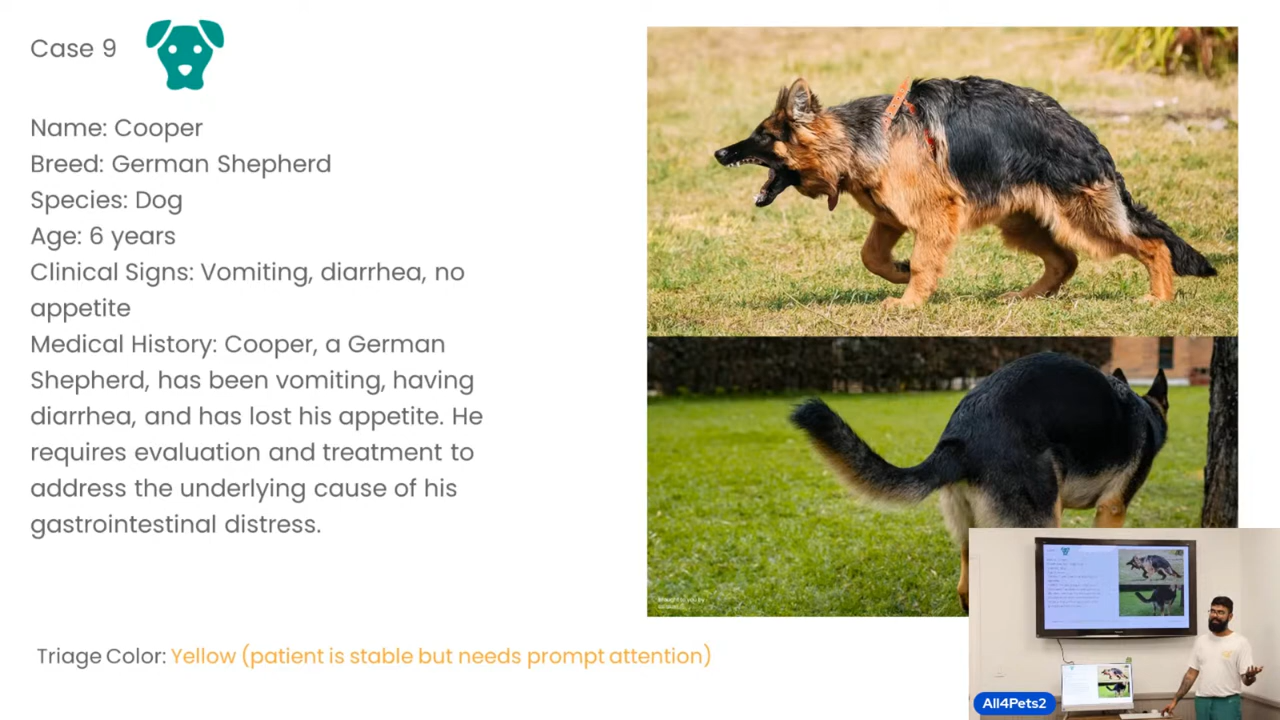 Case 9
Name: Cooper
Breed: German Shepherd
Species: Dog
Age: 6 years
Clinical Signs: Vomiting, diarrhea, no
appetite
Medical History: Cooper, a German
Shepherd, has been vomiting, having
diarrhea, and has lost his appetite. He
requires evaluation and treatment to
address the underlying cause of his
gastrointestinal distress.
Triage Color: Yellow (patient is stable but needs prompt attention)
All4Pets2